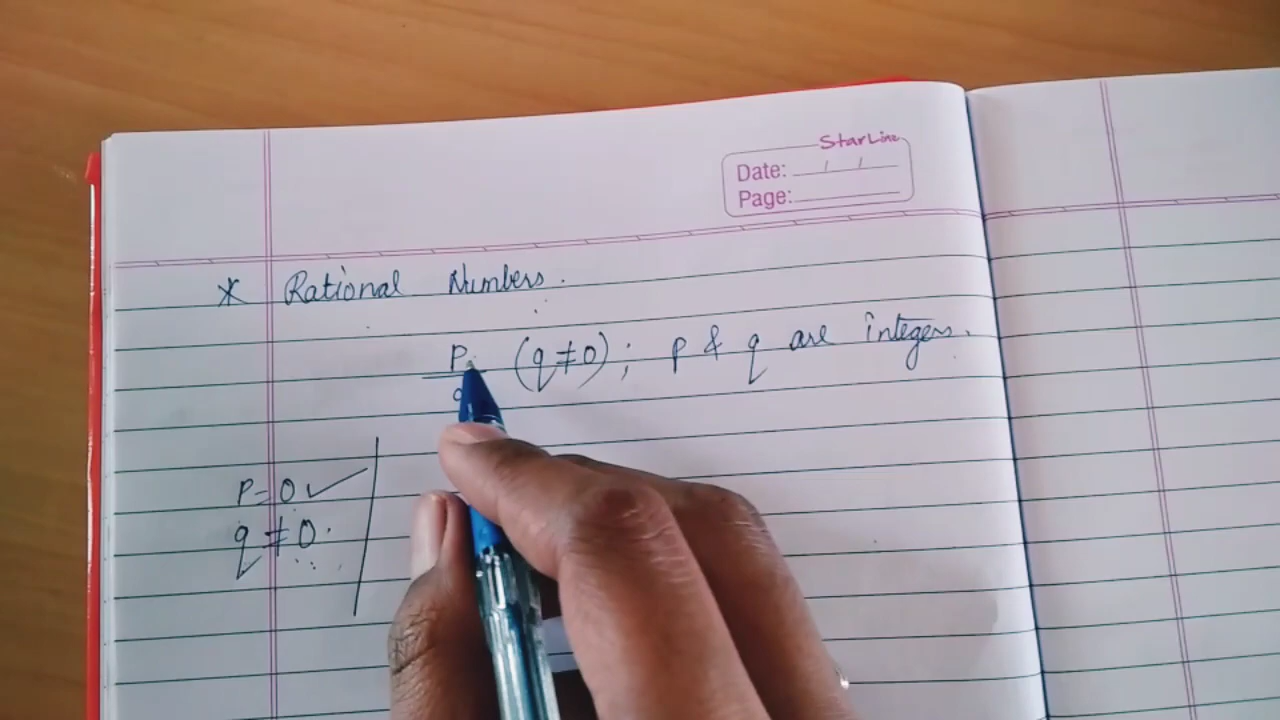 StarLine
Date: / /
Page:
* Rational Numbers.
P/q (q≠0); p & q are integers.
P=0 ✓
q≠0.